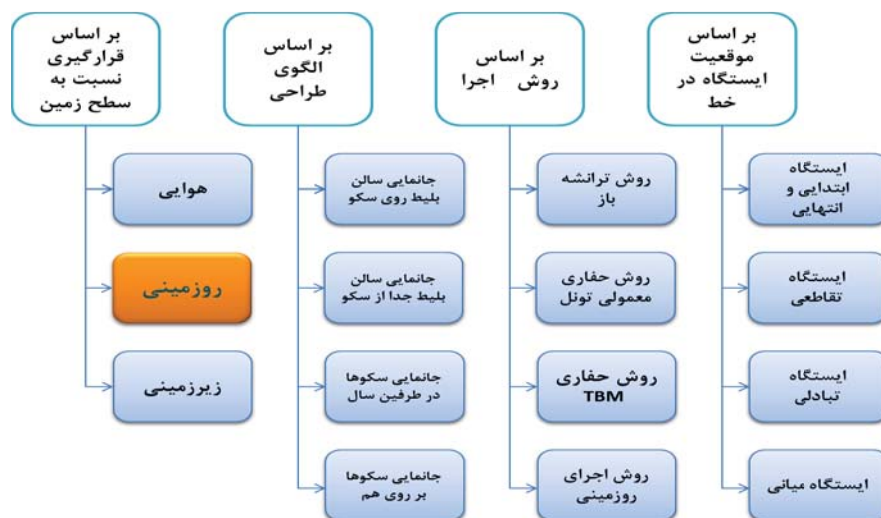 بر اساس
موقعیت
ایستگاه در
خط
ایستگاه
ابتدایی و
انتهایی
ایستگاه
تقاطعی
ایستگاه
تبادلی
ایستگاه میانی
بر اساس
روش اجرا
روش ترانشه
باز
روش حفاری
معمولی تونل
روش حفاری
TBM
روش اجرای
روزمینی
بر اساس
الگوی
طراحی
جانمایی سالن
بلیط روی سکو
جانمایی سالن
بلیط جدا از سکو
جانمایی سکوها
در طرفین سال
جانمایی سکوها
بر روی هم
بر اساس
قرارگیری
نسبت به
سطح زمین
هوایی
روزمینی
زیرزمینی